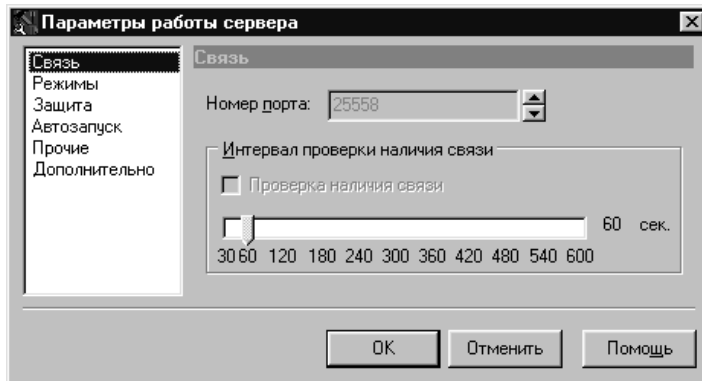 Параметры работы сервера
Связь
Режимы
Защита
Автозапуск
Прочие
Дополнительно
Связь
Номер порта: 25558
Интервал проверки наличия связи
Проверка наличия связи
60 сек.
30 60 120 180 240 300 360 420 480 540 600
OK Отменить Помощь